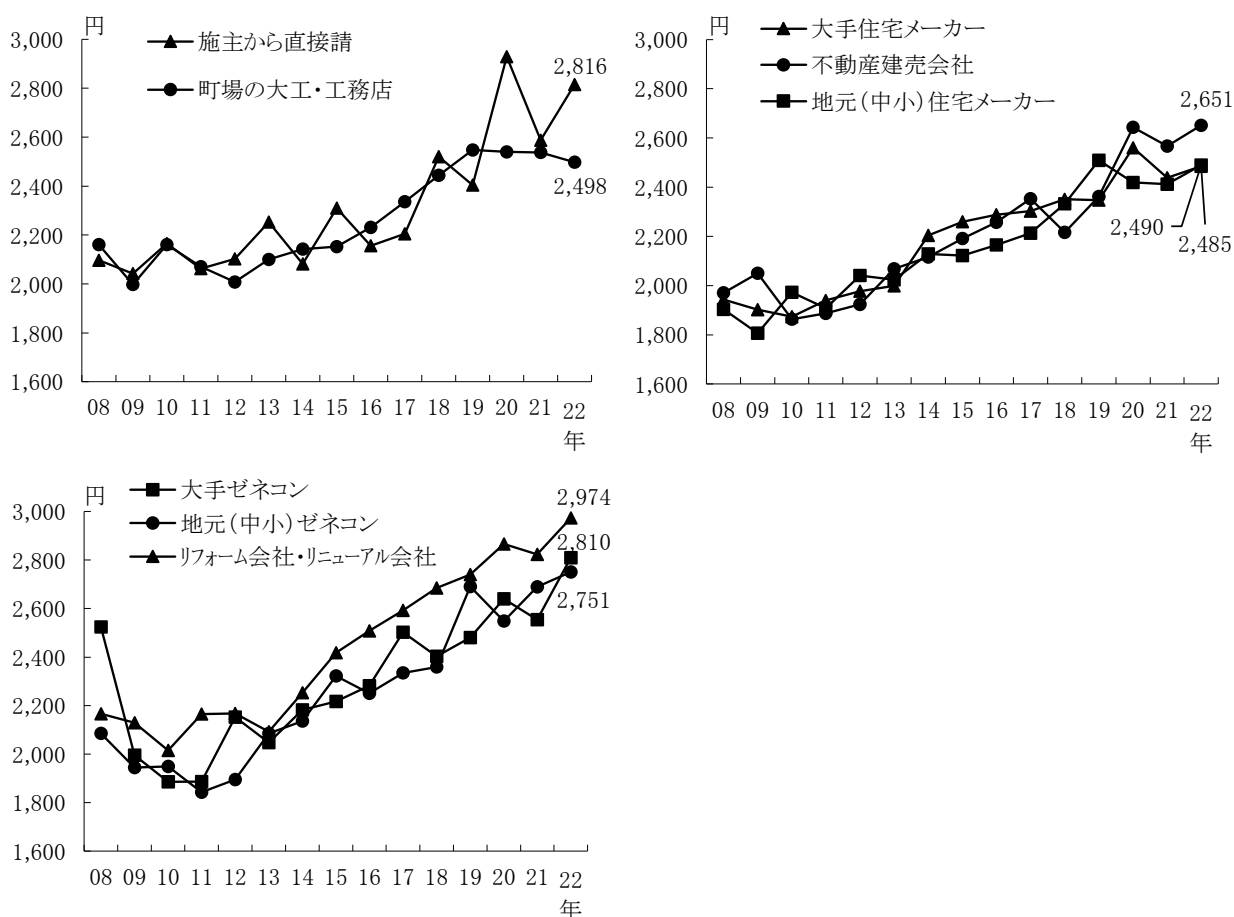 円
施主から直接請
町場の大工・工務店
3,000
2,800
2,600
2,400
2,200
2,000
1,800
1,600
2,816
2,498
08 09 10 11 12 13 14 15 16 17 18 19 20 21 22
年
円
大手住宅メーカー
不動産建売会社
地元(中小)住宅メーカー
3,000
2,800
2,600
2,400
2,200
2,000
1,800
1,600
2,651
2,490
2,485
08 09 10 11 12 13 14 15 16 17 18 19 20 21 22
年
円
大手ゼネコン
地元(中小)ゼネコン
リフォーム会社・リニューアル会社
3,000
2,800
2,600
2,400
2,200
2,000
1,800
1,600
2,974
2,810
2,751
08 09 10 11 12 13 14 15 16 17 18 19 20 21 22
年